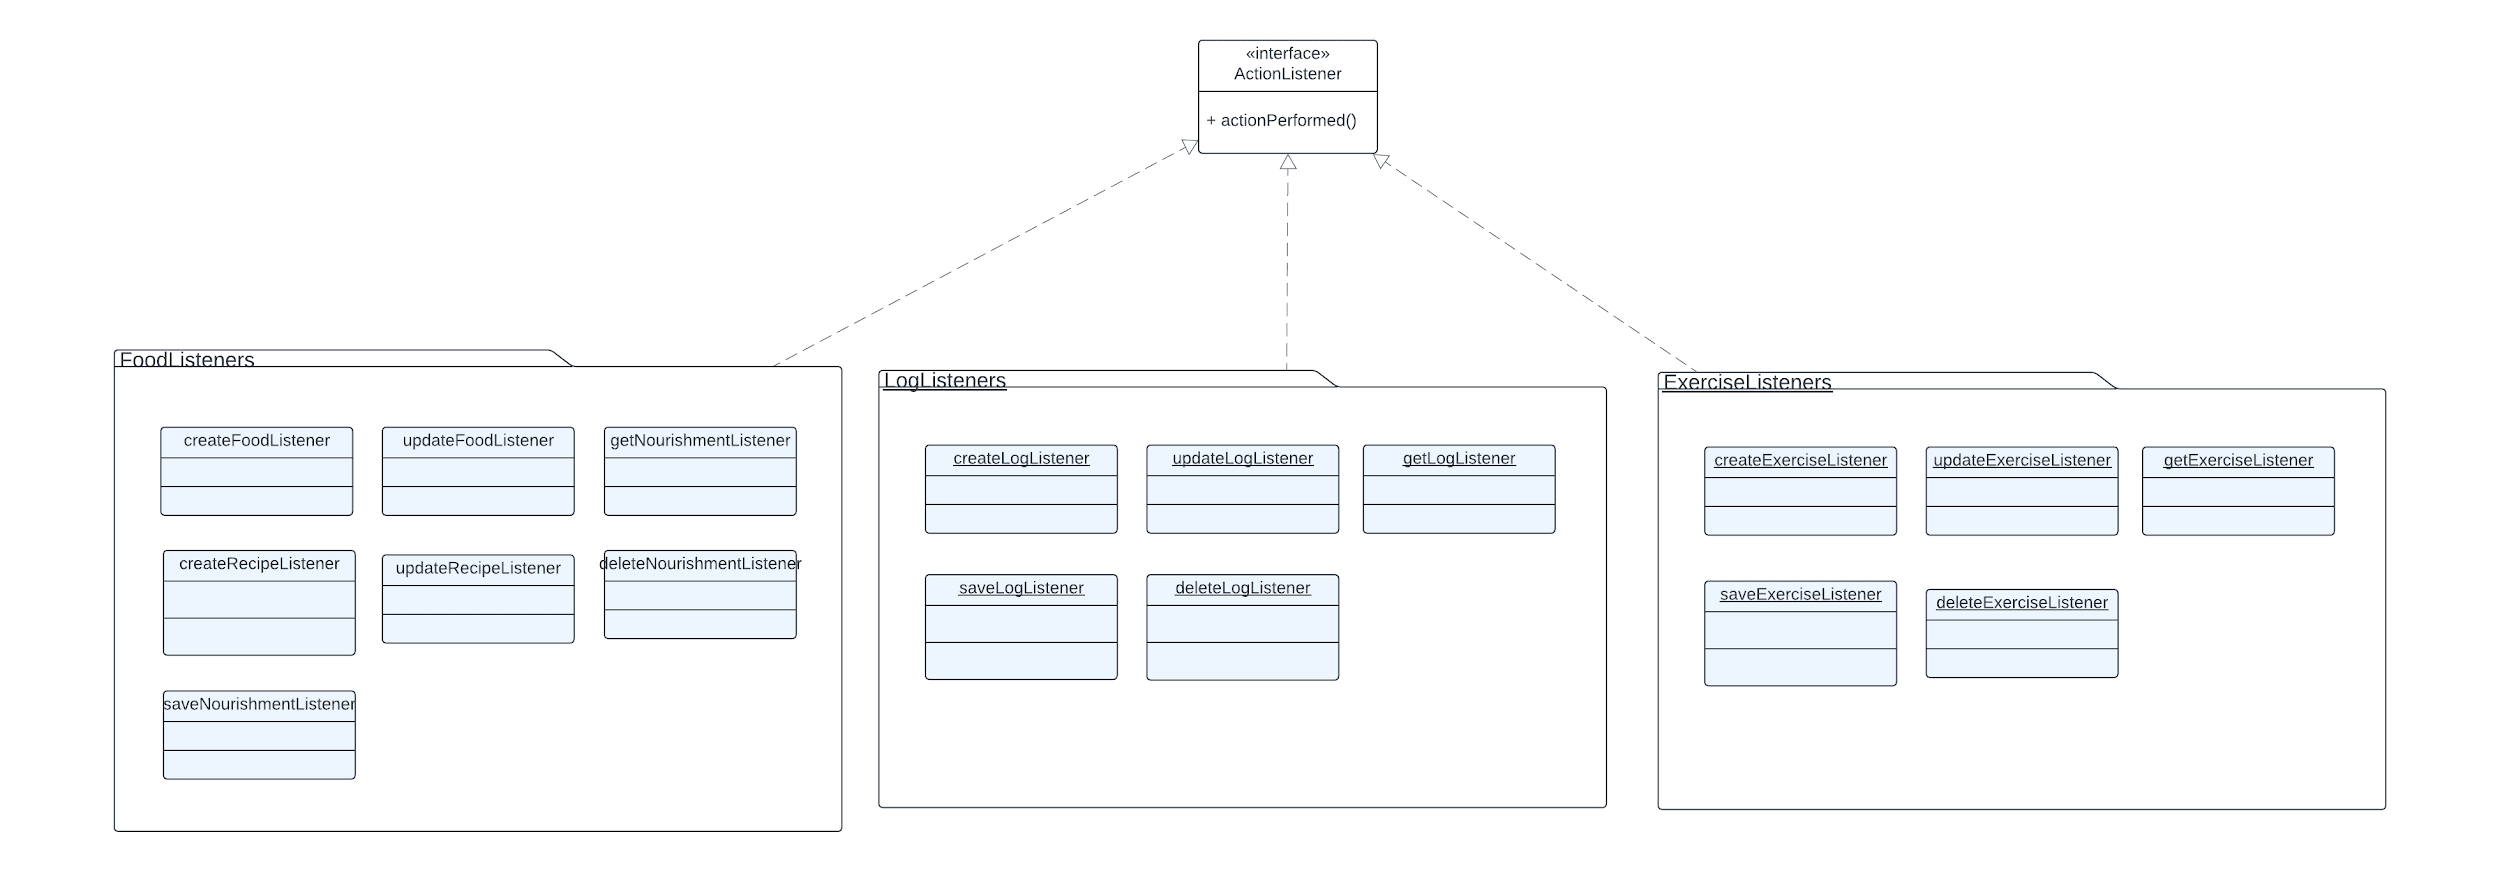 «interface»
ActionListener
+ actionPerformed()
FoodListeners
createFoodListener
updateFoodListener
getNourishmentListener
createRecipeListener
updateRecipeListener
deleteNourishmentListener
saveNourishmentListener
LogListeners
createLogListener
updateLogListener
getLogListener
saveLogListener
deleteLogListener
ExerciseListeners
createExerciseListener
updateExerciseListener
getExerciseListener
saveExerciseListener
deleteExerciseListener